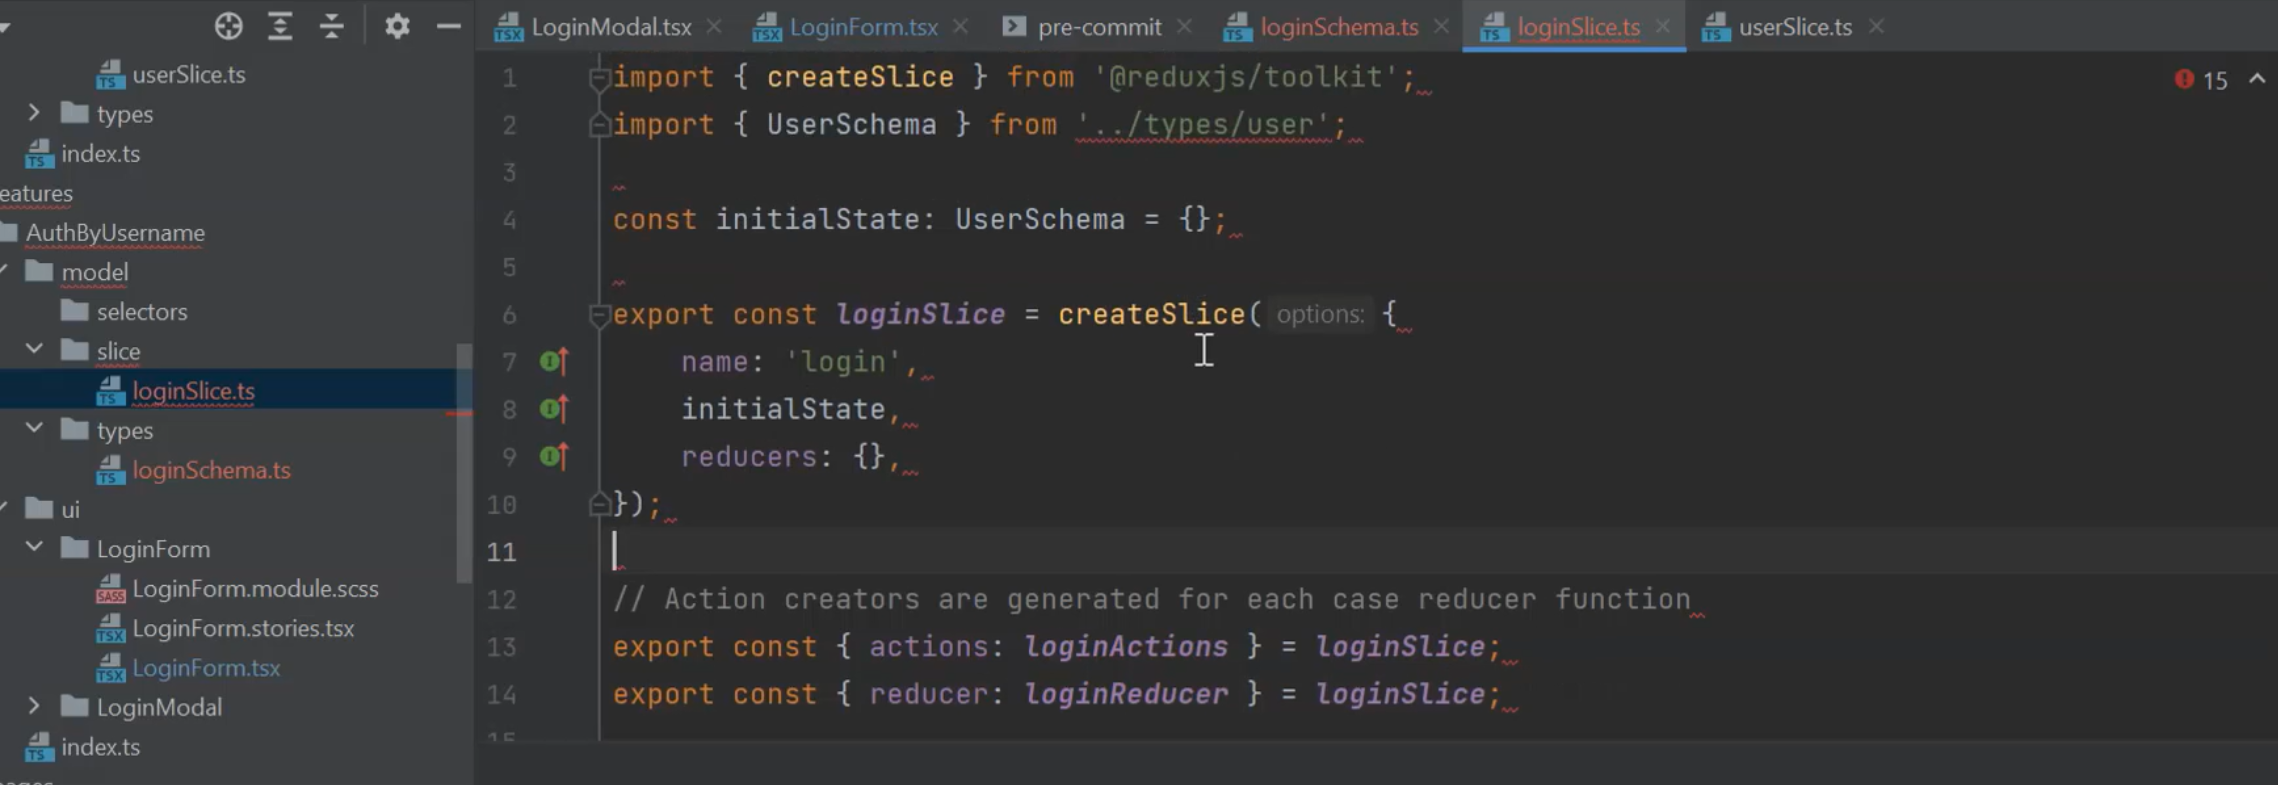 LoginModal.tsx
LoginForm.tsx
pre-commit
loginSchema.ts
loginSlice.ts
userSlice.ts
userSlice.ts
types
index.ts
eatures
AuthByUsername
model
selectors
slice
loginSlice.ts
types
loginSchema.ts
ui
LoginForm
LoginForm.module.scss
LoginForm.stories.tsx
LoginForm.tsx
LoginModal
index.ts
15
1 import { createSlice } from '@reduxjs/toolkit';
2 import { UserSchema } from '../types/user';
3
4 const initialState: UserSchema = {};
5
6 export const loginSlice = createSlice( options: {
7 name: 'login',
8 initialState,
9 reducers: {},
10 });
11
12 // Action creators are generated for each case reducer function
13 export const { actions: loginActions } = loginSlice;
14 export const { reducer: loginReducer } = loginSlice;
15